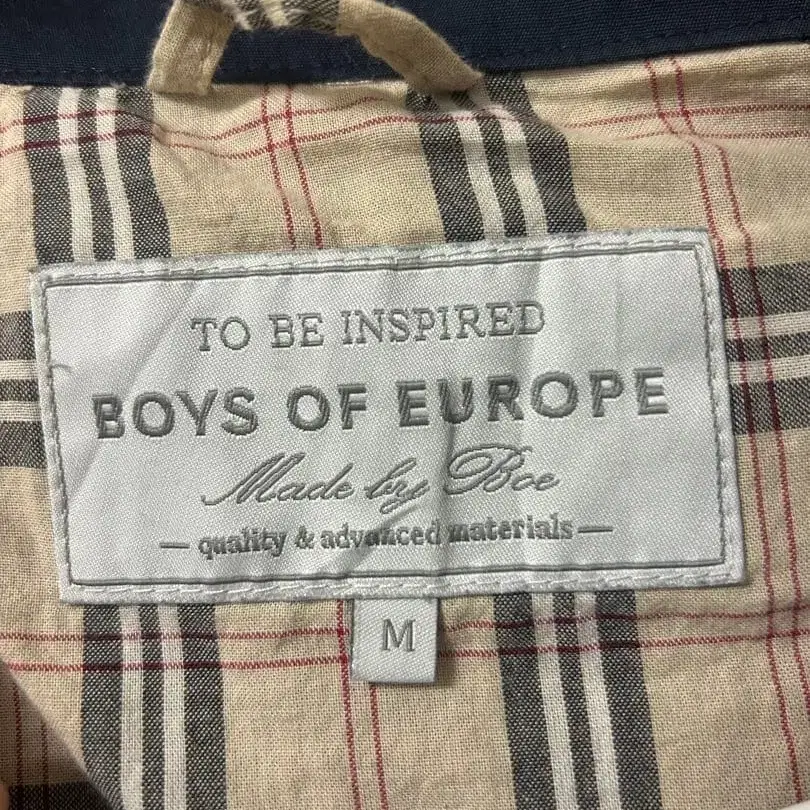 TO BE INSPIRED
BOYS OF EUROPE
Made by Boe
— quality & advanced materials —
M